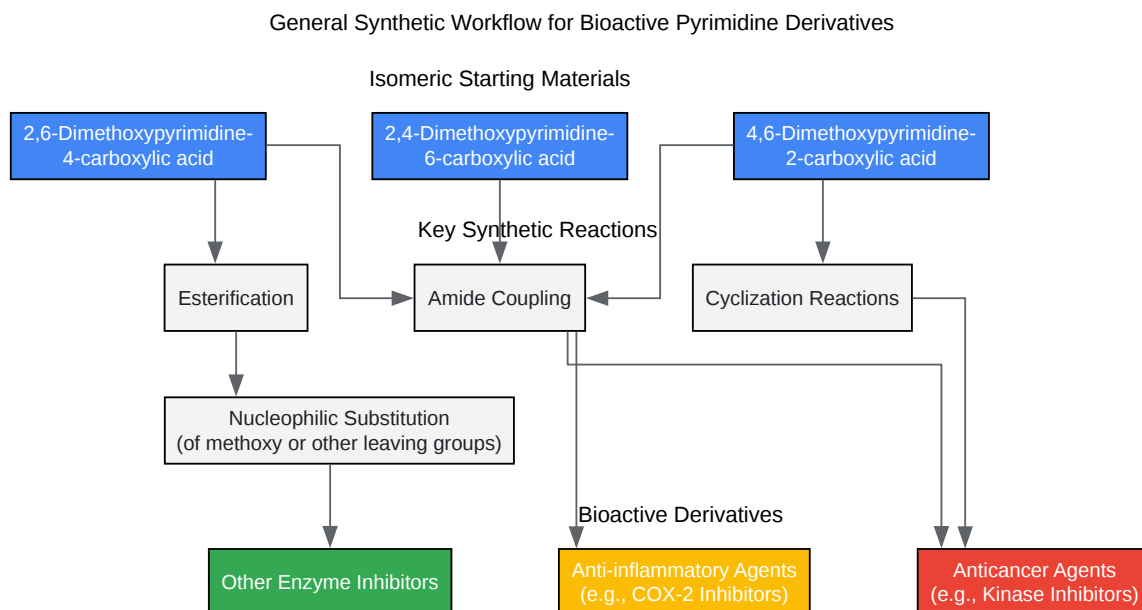 General Synthetic Workflow for Bioactive Pyrimidine Derivatives
Isomeric Starting Materials
2,6-Dimethoxypyrimidine-
4-carboxylic acid
2,4-Dimethoxypyrimidine-
6-carboxylic acid
4,6-Dimethoxypyrimidine-
2-carboxylic acid
Key Synthetic Reactions
Esterification
Amide Coupling
Cyclization Reactions
Nucleophilic Substitution
(of methoxy or other leaving groups)
Bioactive Derivatives
Other Enzyme Inhibitors
Anti-inflammatory Agents
(e.g., COX-2 Inhibitors)
Anticancer Agents
(e.g., Kinase Inhibitors)